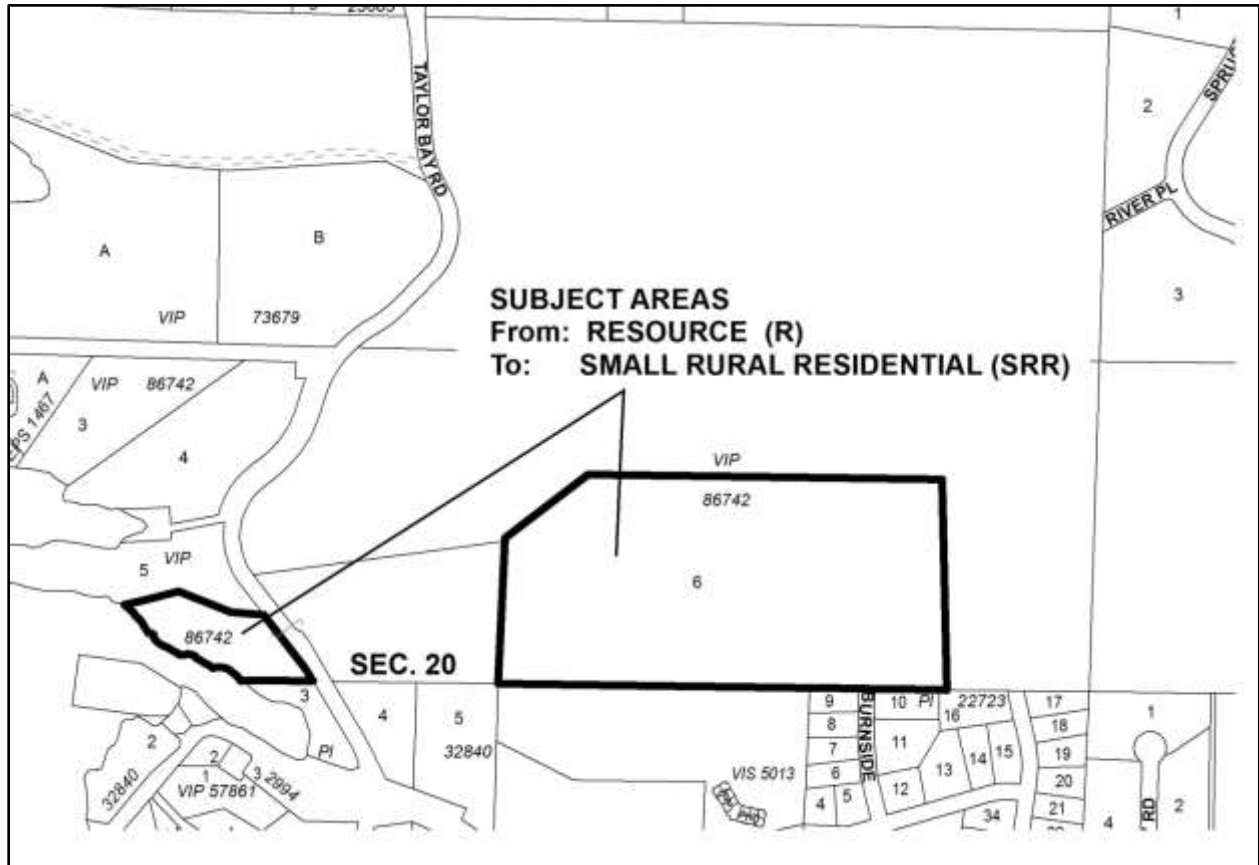 1
TAYLOR BAY RD
2
RIVER PL
A
B
VIP 73679
3
SUBJECT AREAS
From: RESOURCE (R)
To: SMALL RURAL RESIDENTIAL (SRR)
A
VIP 86742
3
4
VIP
86742
5
VIP
6
86742
SEC. 20
3
4
5
32840
PI
2
2
1
3
2994
32840
VIP 57861
VIS 5013
BURNSIDE
9
8
7
6
4
5
10
PI
22723
11
12
16
13
14
15
34
17
18
19
20
21
1
RD
2
4